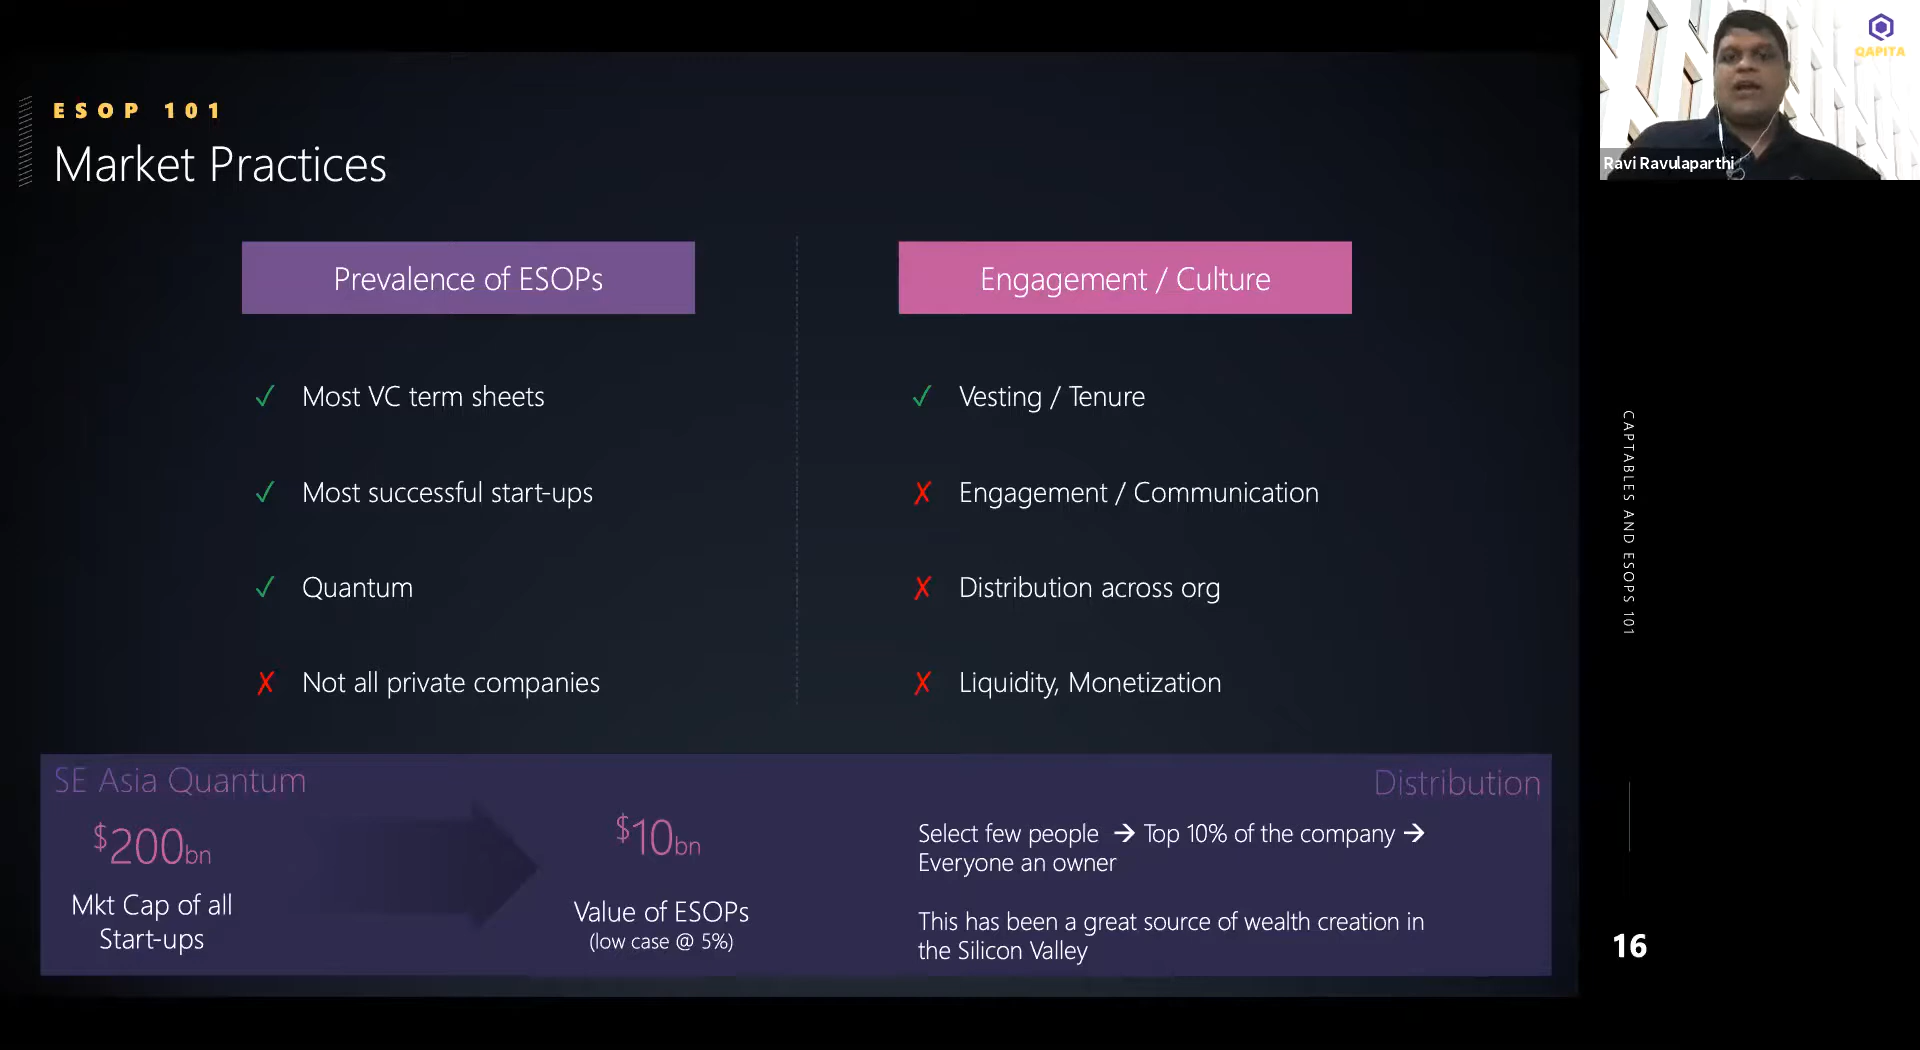 ESOP 101
Market Practices
Prevalence of ESOPs
✓ Most VC term sheets
✓ Most successful start-ups
✓ Quantum
✗ Not all private companies
Engagement / Culture
✓ Vesting / Tenure
✗ Engagement / Communication
✗ Distribution across org
✗ Liquidity, Monetization
SE Asia Quantum
$200bn
Mkt Cap of all
Start-ups
$10bn
Value of ESOPs
(low case @ 5%)
Distribution
Select few people → Top 10% of the company →
Everyone an owner
This has been a great source of wealth creation in
the Silicon Valley
QAPITA
Ravi Ravulaparthi
CAPTABLES AND ESOPS 101
16